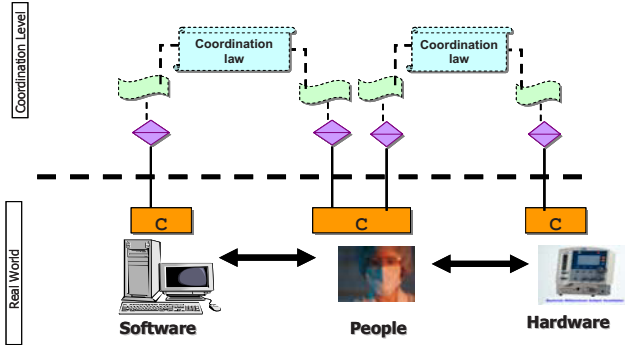 Coordination Level
Coordination
law
Coordination
law
Real World
C
C
C
Software
People
Hardware